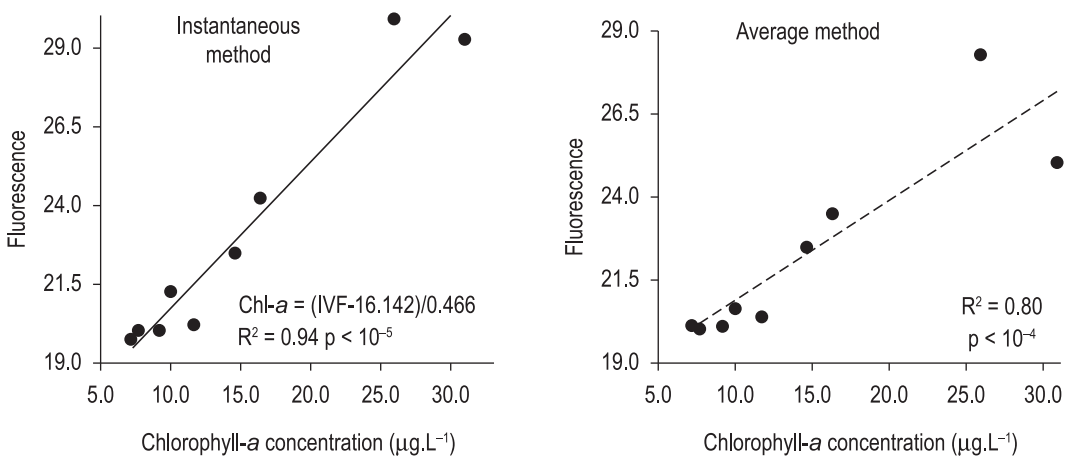 Instantaneous
method
Fluorescence
29.0
26.5
24.0
21.5
19.0
Chl-a = (IVF-16.142)/0.466
R² = 0.94 p < 10⁻⁵
5.0 10.0 15.0 20.0 25.0 30.0
Chlorophyll-a concentration (μg.L⁻¹)
Average method
Fluorescence
29.0
26.5
24.0
21.5
19.0
R² = 0.80
p < 10⁻⁴
5.0 10.0 15.0 20.0 25.0 30.0
Chlorophyll-a concentration (μg.L⁻¹)